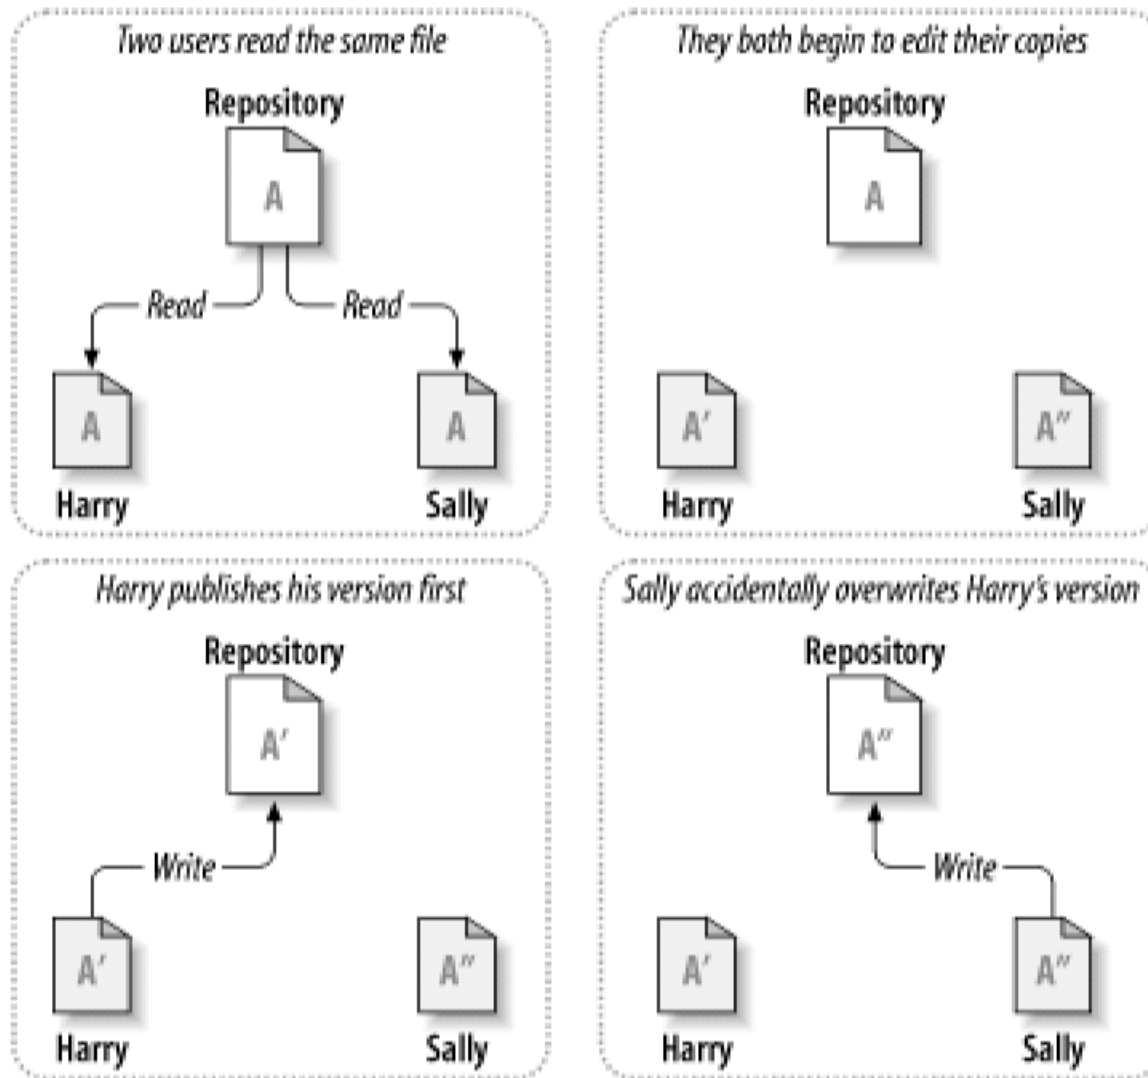 Two users read the same file
Repository
A
Read
Read
A
A
Harry
Sally
They both begin to edit their copies
Repository
A
A'
A"
Harry
Sally
Harry publishes his version first
Repository
A'
Write
A'
A"
Harry
Sally
Sally accidentally overwrites Harry's version
Repository
A"
Write
A'
A"
Harry
Sally